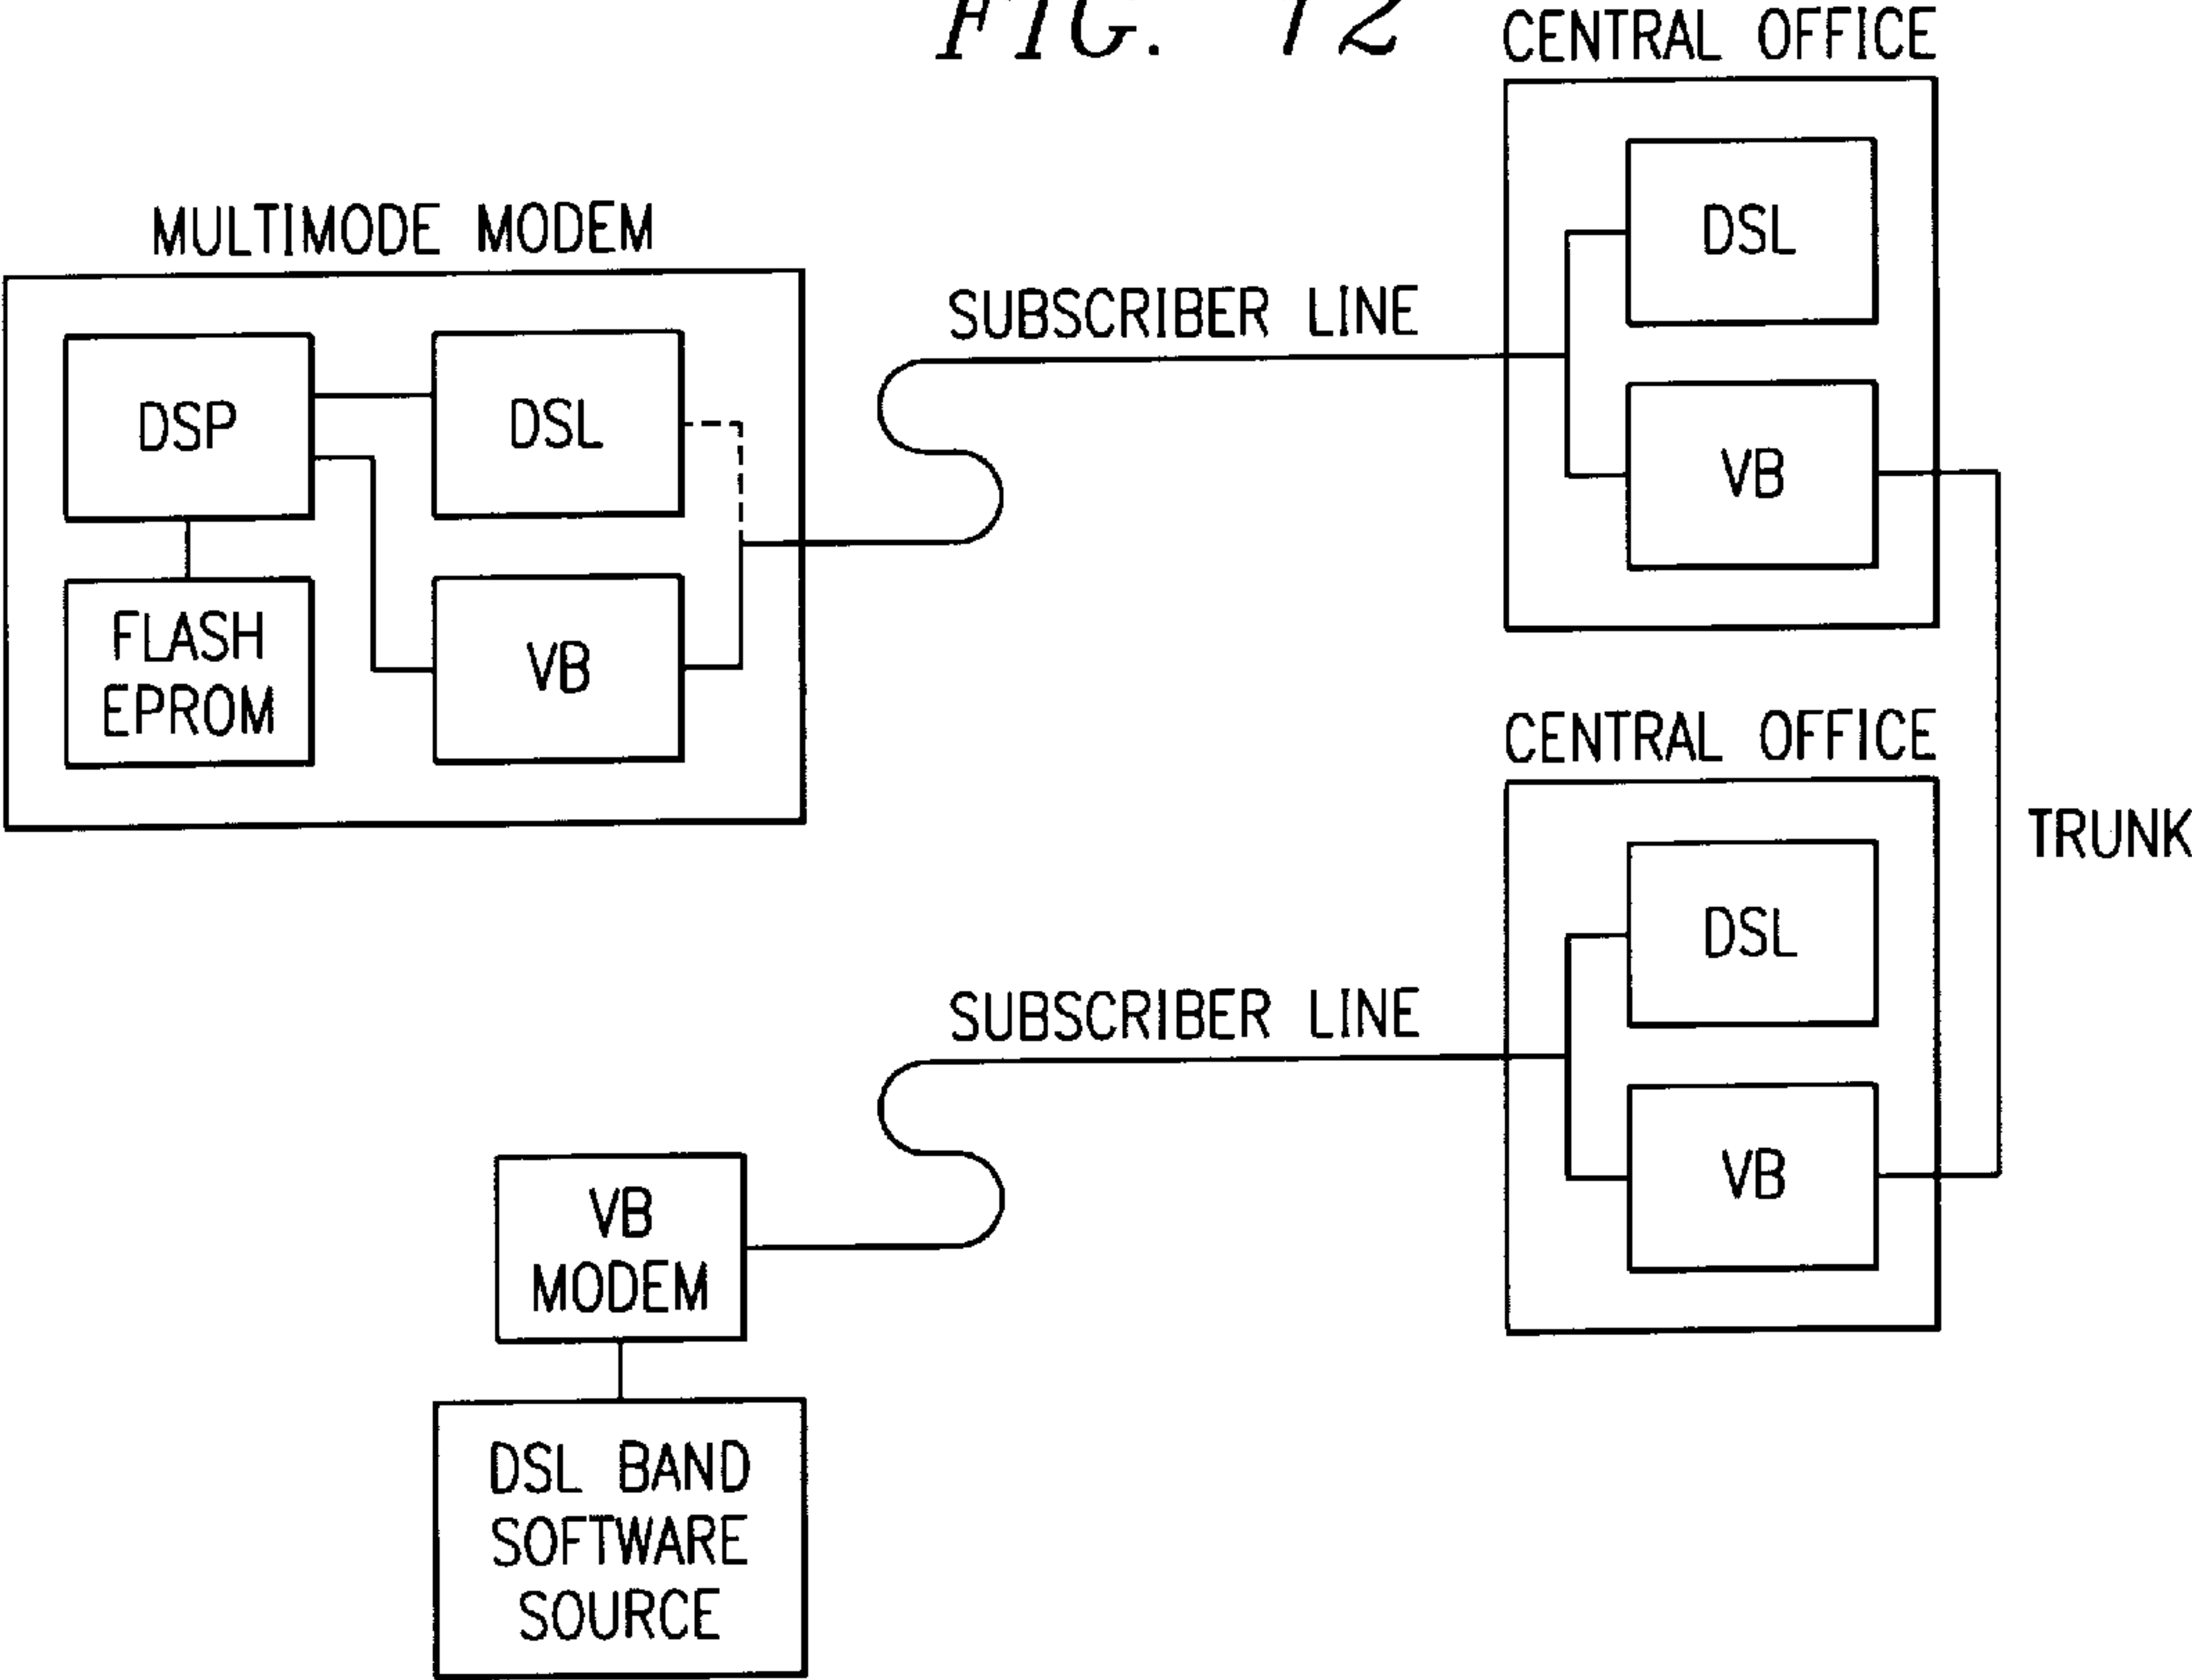 FIG. 12
CENTRAL OFFICE
DSL
VB
MULTIMODE MODEM
DSP
DSL
FLASH
EPROM
VB
SUBSCRIBER LINE
CENTRAL OFFICE
DSL
VB
TRUNK
SUBSCRIBER LINE
VB
MODEM
DSL BAND
SOFTWARE
SOURCE